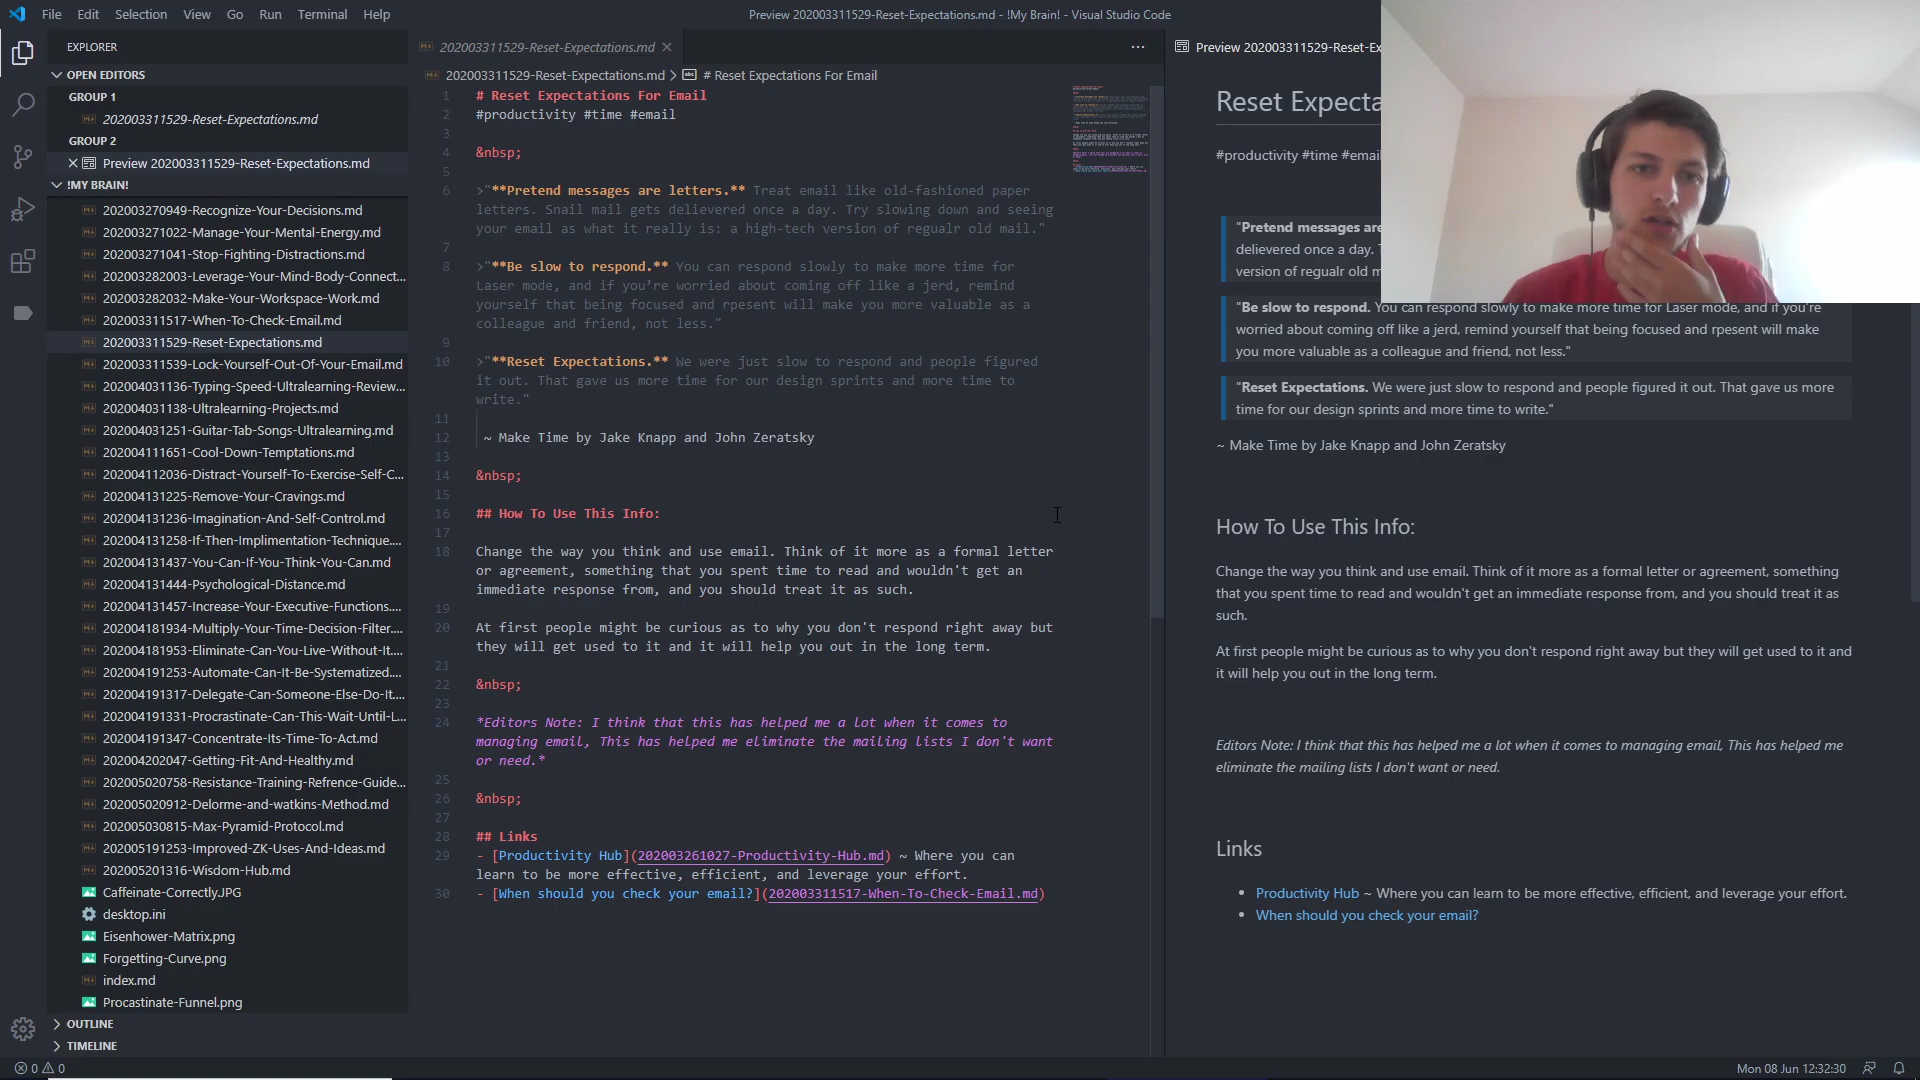 File Edit Selection View Go Run Terminal Help
Preview 202003311529-Reset-Expectations.md - !My Brain! - Visual Studio Code
EXPLORER
OPEN EDITORS
GROUP 1
202003311529-Reset-Expectations.md
GROUP 2
Preview 202003311529-Reset-Expectations.md
!MY BRAIN!
202003270949-Recognize-Your-Decisions.md
202003271022-Manage-Your-Mental-Energy.md
202003271041-Stop-Fighting-Distractions.md
202003282003-Leverage-Your-Mind-Body-Connect...
202003282032-Make-Your-Workspace-Work.md
202003311517-When-To-Check-Email.md
202003311529-Reset-Expectations.md
202003311539-Lock-Yourself-Out-Of-Your-Email.md
202004031136-Typing-Speed-Ultralearning-Review...
202004031138-Ultralearning-Projects.md
202004031251-Guitar-Tab-Songs-Ultralearning.md
202004111651-Cool-Down-Temptations.md
202004112036-Distract-Yourself-To-Exercise-Self-C...
202004131225-Remove-Your-Cravings.md
202004131236-Imagination-And-Self-Control.md
202004131258-If-Then-Implimentation-Technique....
202004131437-You-Can-If-You-Think-You-Can.md
202004131444-Psychological-Distance.md
202004131457-Increase-Your-Executive-Functions....
202004181934-Multiply-Your-Time-Decision-Filter....
202004181953-Eliminate-Can-You-Live-Without-It....
202004191253-Automate-Can-It-Be-Systematized....
202004191317-Delegate-Can-Someone-Else-Do-It....
202004191331-Procrastinate-Can-This-Wait-Until-L...
202004191347-Concentrate-Its-Time-To-Act.md
202004202047-Getting-Fit-And-Healthy.md
202005020758-Resistance-Training-Refrence-Guide...
202005020912-Delorme-and-watkins-Method.md
202005030815-Max-Pyramid-Protocol.md
202005191253-Improved-ZK-Uses-And-Ideas.md
202005201316-Wisdom-Hub.md
Caffeinate-Correctly.JPG
desktop.ini
Eisenhower-Matrix.png
Forgetting-Curve.png
index.md
Procastinate-Funnel.png
OUTLINE
TIMELINE
202003311529-Reset-Expectations.md
202003311529-Reset-Expectations.md > # Reset Expectations For Email
1 # Reset Expectations For Email
2 #productivity #time #email
3
4 &nbsp;
5
6 >"**Pretend messages are letters.** Treat email like old-fashioned paper
letters. Snail mail gets delievered once a day. Try slowing down and seeing
your email as what it really is: a high-tech version of regualr old mail."
7
8 >"**Be slow to respond.** You can respond slowly to make more time for
Laser mode, and if you're worried about coming off like a jerd, remind
yourself that being focused and rpesent will make you more valuable as a
colleague and friend, not less."
9
10 >"**Reset Expectations.** We were just slow to respond and people figured
it out. That gave us more time for our design sprints and more time to
write."
11
12 ~ Make Time by Jake Knapp and John Zeratsky
13
14 &nbsp;
15
16 ## How To Use This Info:
17
18 Change the way you think and use email. Think of it more as a formal letter
or agreement, something that you spent time to read and wouldn't get an
immediate response from, and you should treat it as such.
19
20 At first people might be curious as to why you don't respond right away but
they will get used to it and it will help you out in the long term.
21
22 &nbsp;
23
24 *Editors Note: I think that this has helped me a lot when it comes to
managing email, This has helped me eliminate the mailing lists I don't want
or need.*
25
26 &nbsp;
27
28 ## Links
29 - [Productivity Hub](202003261027-Productivity-Hub.md) ~ Where you can
learn to be more effective, efficient, and leverage your effort.
30 - [When should you check your email?](202003311517-When-To-Check-Email.md)
Preview 202003311529-Reset-Ex
Reset Expecta
#productivity #time #email
"Pretend messages are
delievered once a day. T
version of regualr old m
"Be slow to respond. You can respond slowly to make more time for Laser mode, and if you're
worried about coming off like a jerd, remind yourself that being focused and rpesent will make
you more valuable as a colleague and friend, not less."
"Reset Expectations. We were just slow to respond and people figured it out. That gave us more
time for our design sprints and more time to write."
~ Make Time by Jake Knapp and John Zeratsky
How To Use This Info:
Change the way you think and use email. Think of it more as a formal letter or agreement, something
that you spent time to read and wouldn't get an immediate response from, and you should treat it as
such.
At first people might be curious as to why you don't respond right away but they will get used to it and
it will help you out in the long term.
Editors Note: I think that this has helped me a lot when it comes to managing email, This has helped me
eliminate the mailing lists I don't want or need.
Links
• Productivity Hub ~ Where you can learn to be more effective, efficient, and leverage your effort.
• When should you check your email?
0 0
Mon 08 Jun 12:32:30